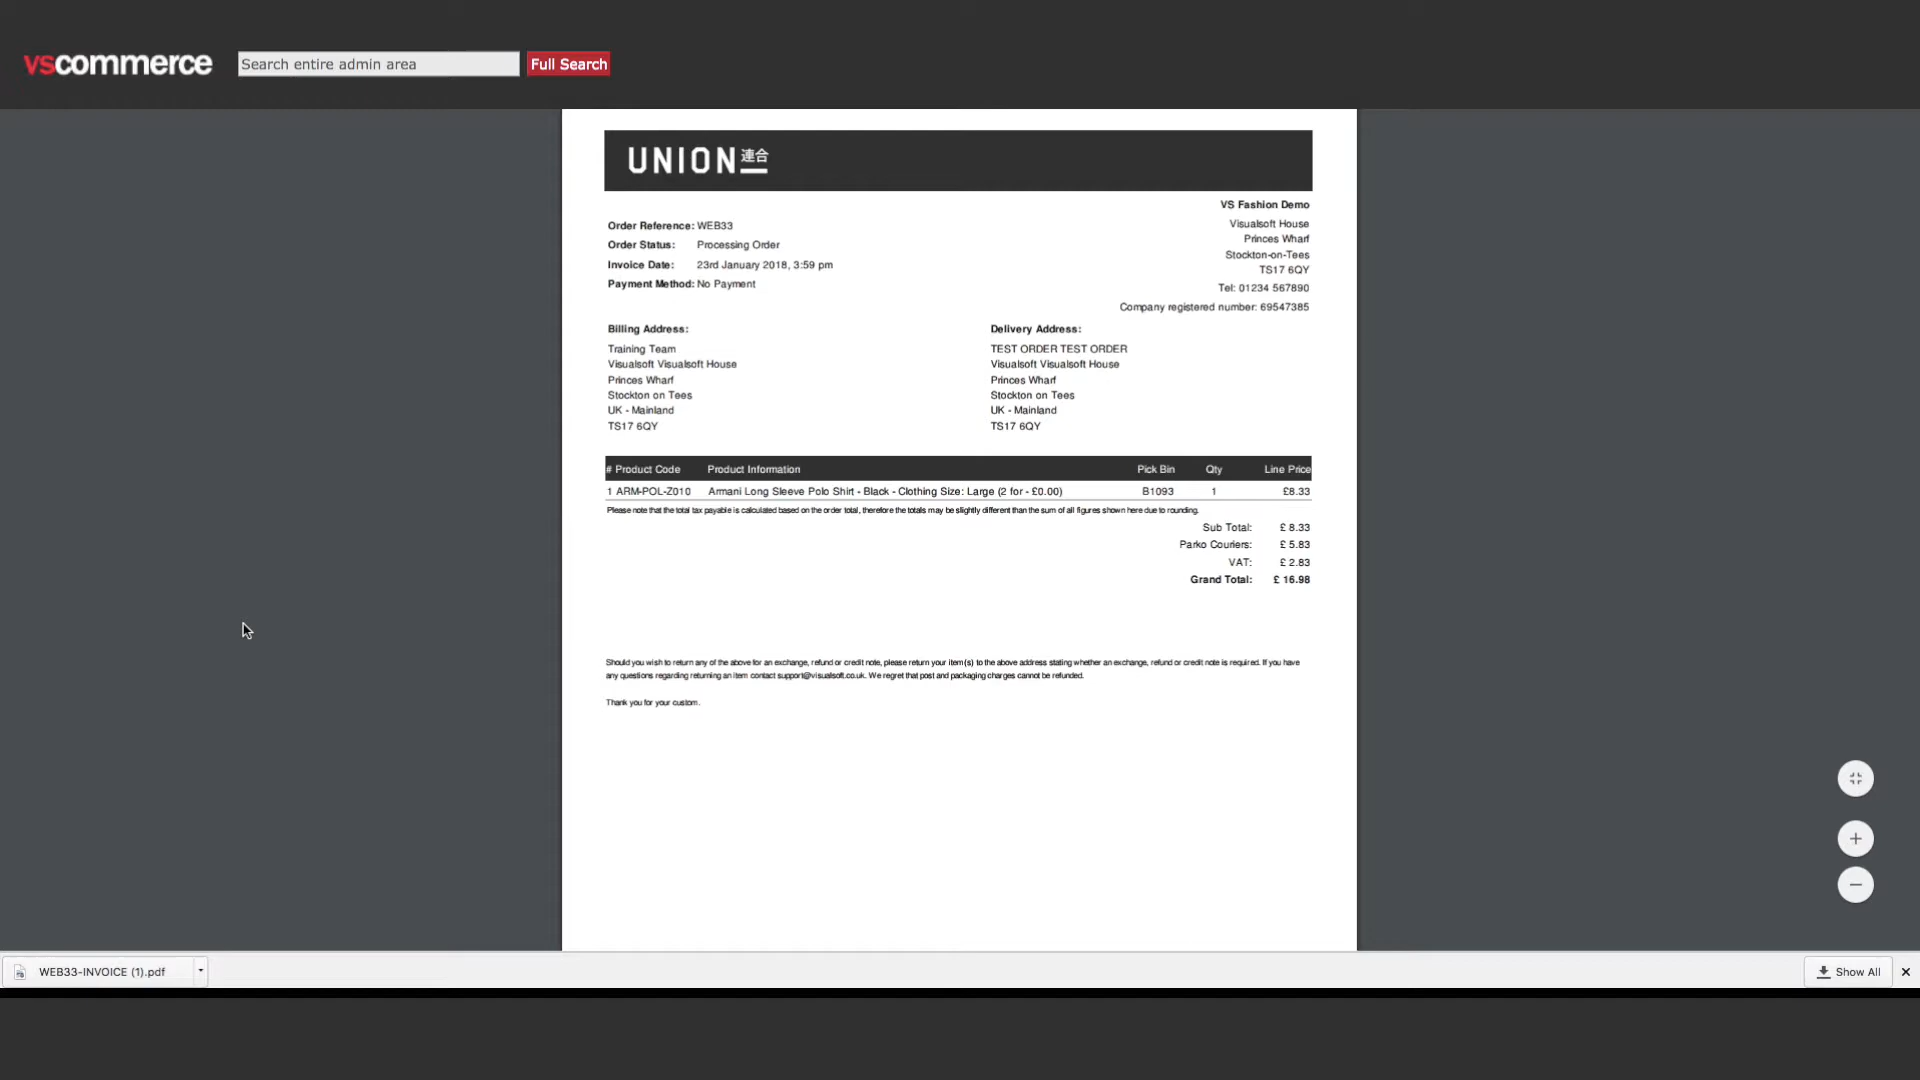 vscommerce
Search entire admin area
Full Search
UNION連合
VS Fashion Demo
Order Reference: WEB33
Visualsoft House
Order Status: Processing Order
Princes Wharf
Stockton-on-Tees
Invoice Date: 23rd January 2018, 3:59 pm
TS17 6QY
Payment Method: No Payment
Tel: 01234 567890
Company registered number: 69547385
Billing Address:
Training Team
Visualsoft Visualsoft House
Princes Wharf
Stockton on Tees
UK - Mainland
TS17 6QY
Delivery Address:
TEST ORDER TEST ORDER
Visualsoft Visualsoft House
Princes Wharf
Stockton on Tees
UK - Mainland
TS17 6QY
# Product Code Product Information Pick Bin Qty Line Price
1 ARM-POL-Z010 Armani Long Sleeve Polo Shirt - Black - Clothing Size: Large (2 for - £0.00) B1093 1 £8.33
Please note that the total tax payable is calculated based on the order total, therefore the totals may be slightly different than the sum of all figures shown here due to rounding.
Sub Total: £ 8.33
Parko Couriers: £ 5.83
VAT: £ 2.83
Grand Total: £ 16.98
Should you wish to return any of the above for an exchange, refund or credit note, please return your item(s) to the above address stating whether an exchange, refund or credit note is required. If you have
any questions regarding returning an item contact support@visualsoft.co.uk. We regret that post and packaging charges cannot be refunded.
Thank you for your custom.
WEB33-INVOICE (1).pdf
Show All